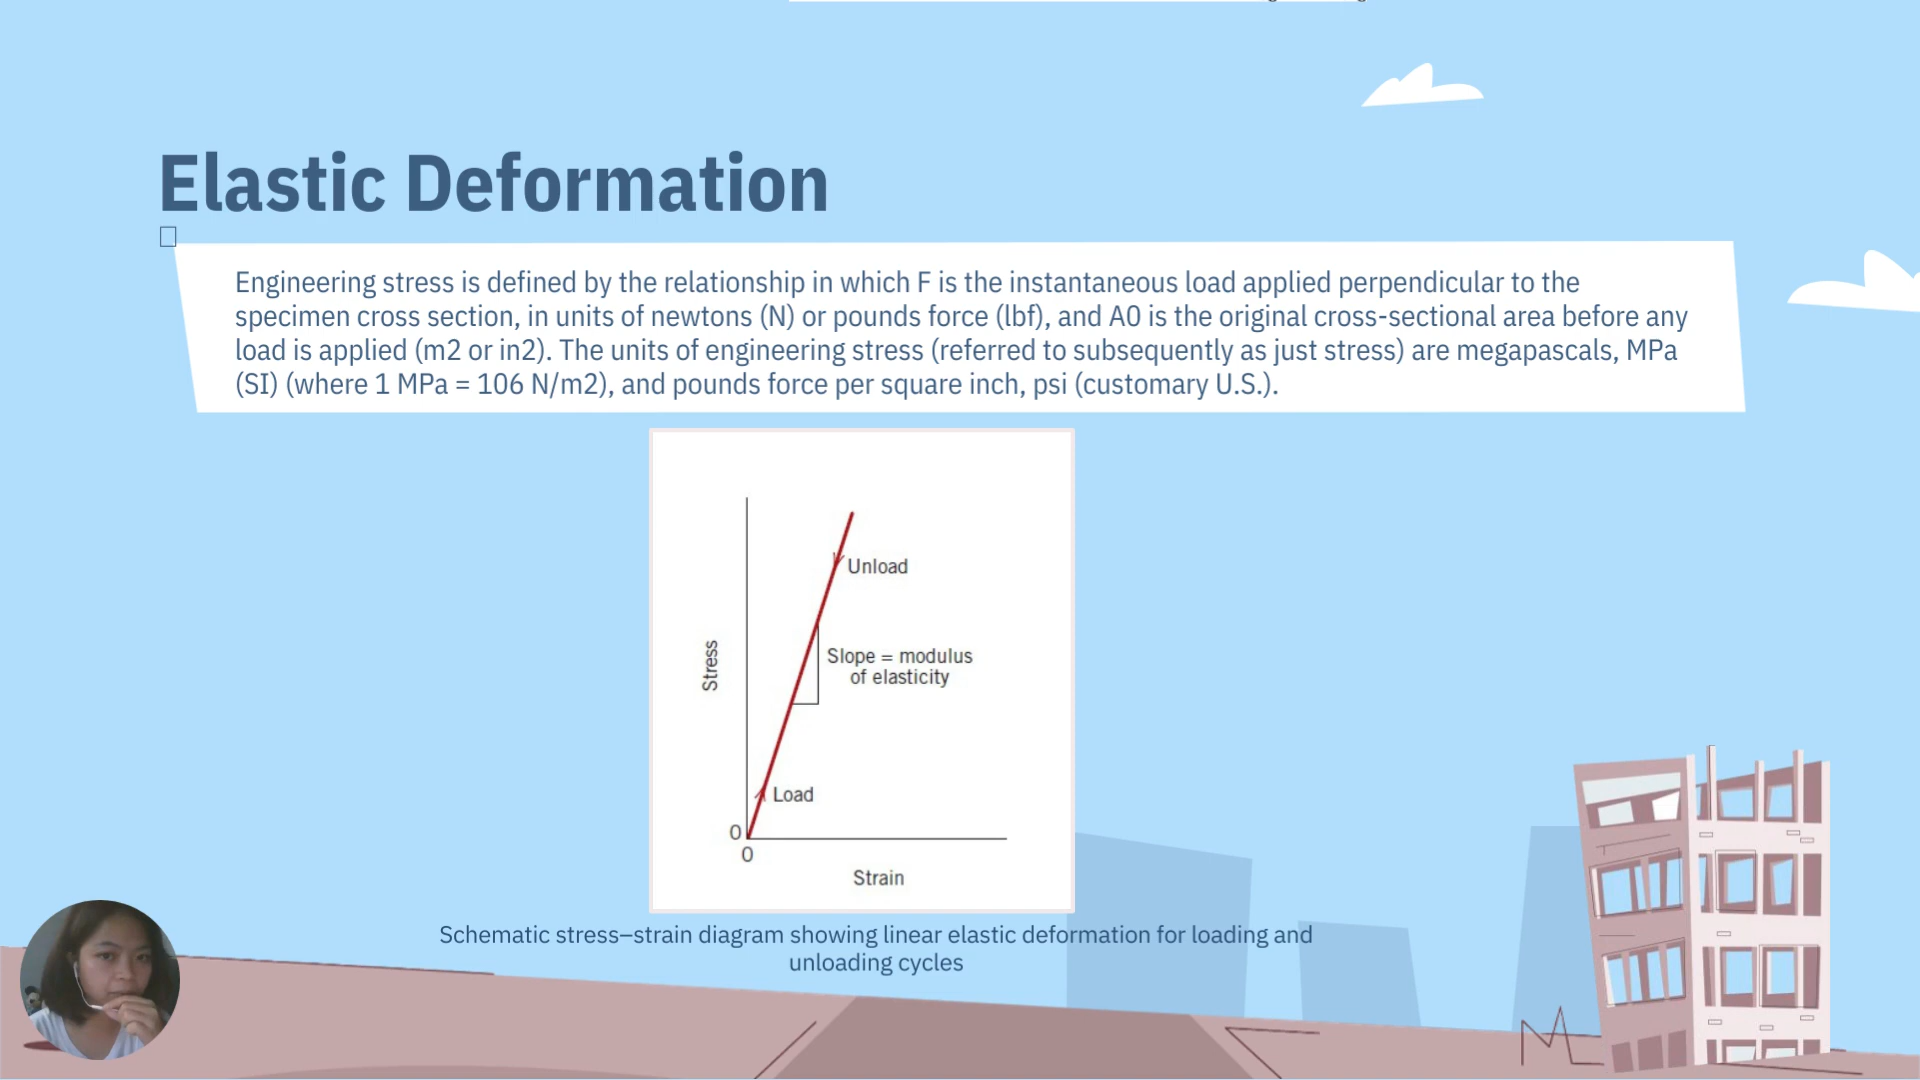 Elastic Deformation
Engineering stress is defined by the relationship in which F is the instantaneous load applied perpendicular to the
specimen cross section, in units of newtons (N) or pounds force (lbf), and A0 is the original cross-sectional area before any
load is applied (m2 or in2). The units of engineering stress (referred to subsequently as just stress) are megapascals, MPa
(SI) (where 1 MPa = 106 N/m2), and pounds force per square inch, psi (customary U.S.).
Unload
Stress
Slope = modulus
of elasticity
Load
0
0
Strain
Schematic stress–strain diagram showing linear elastic deformation for loading and
unloading cycles